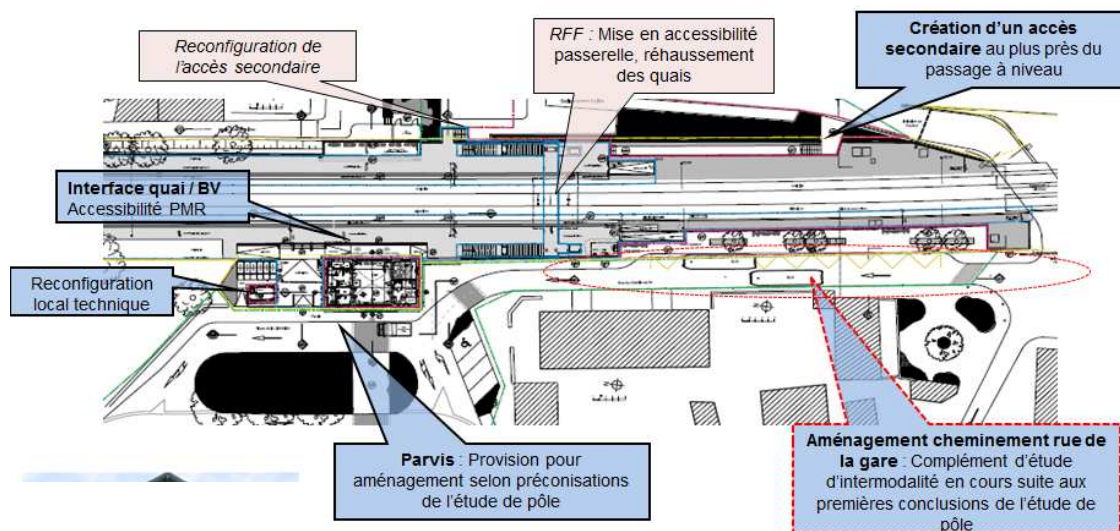 Reconfiguration de
l'accès secondaire
RFF : Mise en accessibilité
passerelle, réhaussement
des quais
Création d'un accès
secondaire au plus près du
passage à niveau
Interface quai / BV :
Accessibilité PMR
Reconfiguration
local technique
Parvis : Provision pour
aménagement selon préconisations
de l'étude de pôle
Aménagement cheminement rue de
la gare : Complément d'étude
d'intermodalité en cours suite aux
premières conclusions de l'étude de
pôle